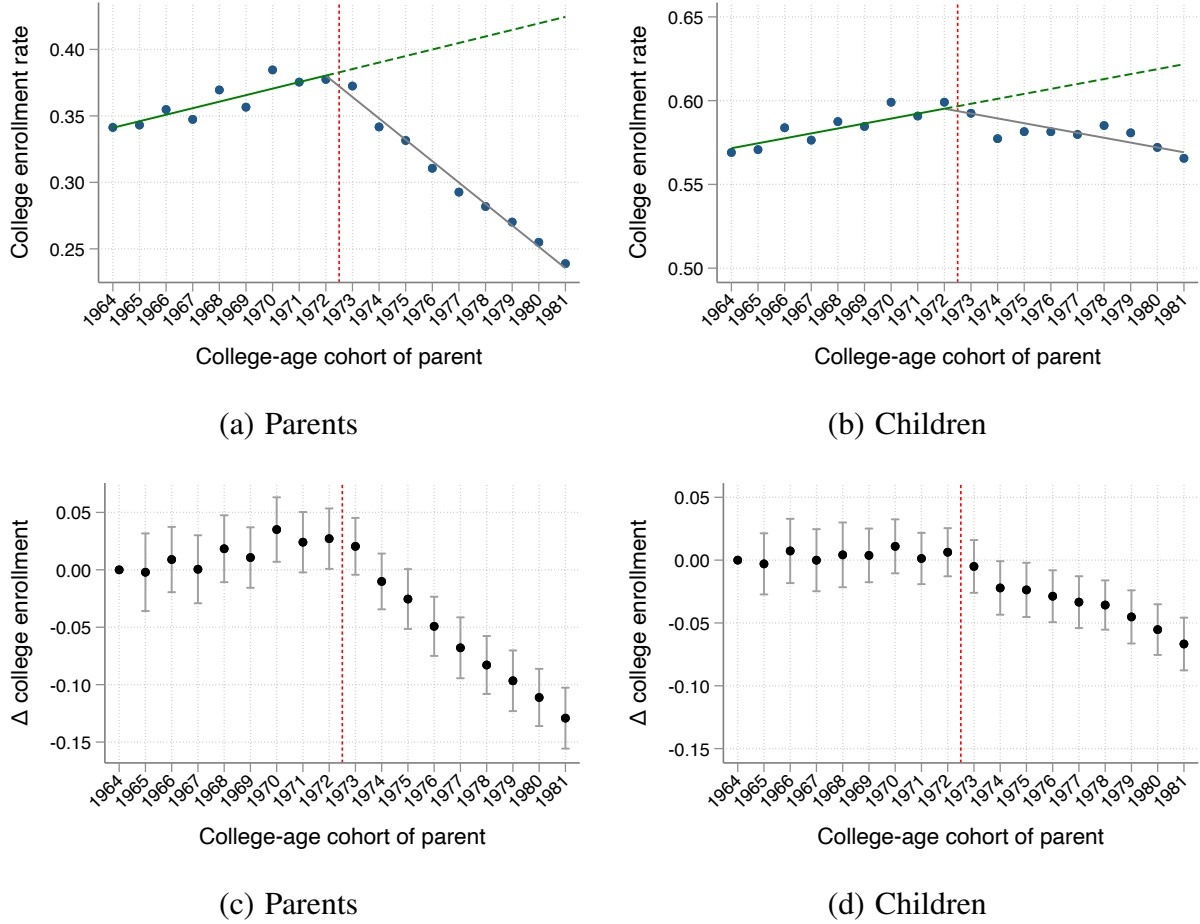 College enrollment rate
0.40
0.35
0.30
0.25
1964 1965 1966 1967 1968 1969 1970 1971 1972 1973 1974 1975 1976 1977 1978 1979 1980 1981
College-age cohort of parent
(a) Parents
College enrollment rate
0.65
0.60
0.55
0.50
1964 1965 1966 1967 1968 1969 1970 1971 1972 1973 1974 1975 1976 1977 1978 1979 1980 1981
College-age cohort of parent
(b) Children
Δ college enrollment
0.05
0.00
-0.05
-0.10
-0.15
1964 1965 1966 1967 1968 1969 1970 1971 1972 1973 1974 1975 1976 1977 1978 1979 1980 1981
College-age cohort of parent
(c) Parents
Δ college enrollment
0.05
0.00
-0.05
-0.10
-0.15
1964 1965 1966 1967 1968 1969 1970 1971 1972 1973 1974 1975 1976 1977 1978 1979 1980 1981
College-age cohort of parent
(d) Children